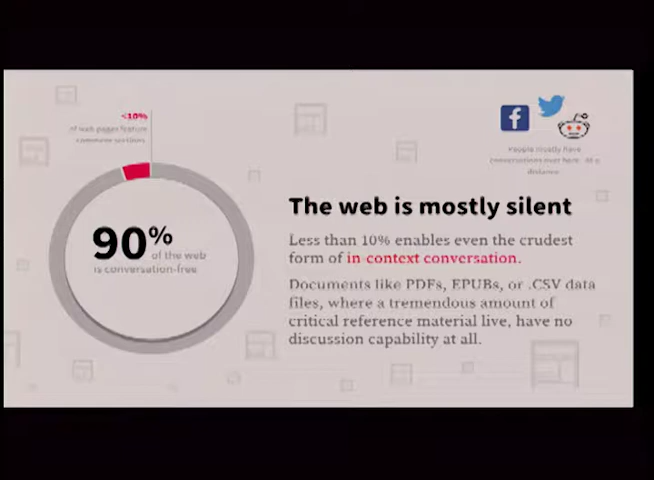 <10%
of web pages feature
comment sections
People mostly have
conversations over here. At a
distance.
The web is mostly silent
90%
of the web
is conversation-free
Less than 10% enables even the crudest
form of in-context conversation.
Documents like PDFs, EPUBs, or .CSV data
files, where a tremendous amount of
critical reference material live, have no
discussion capability at all.